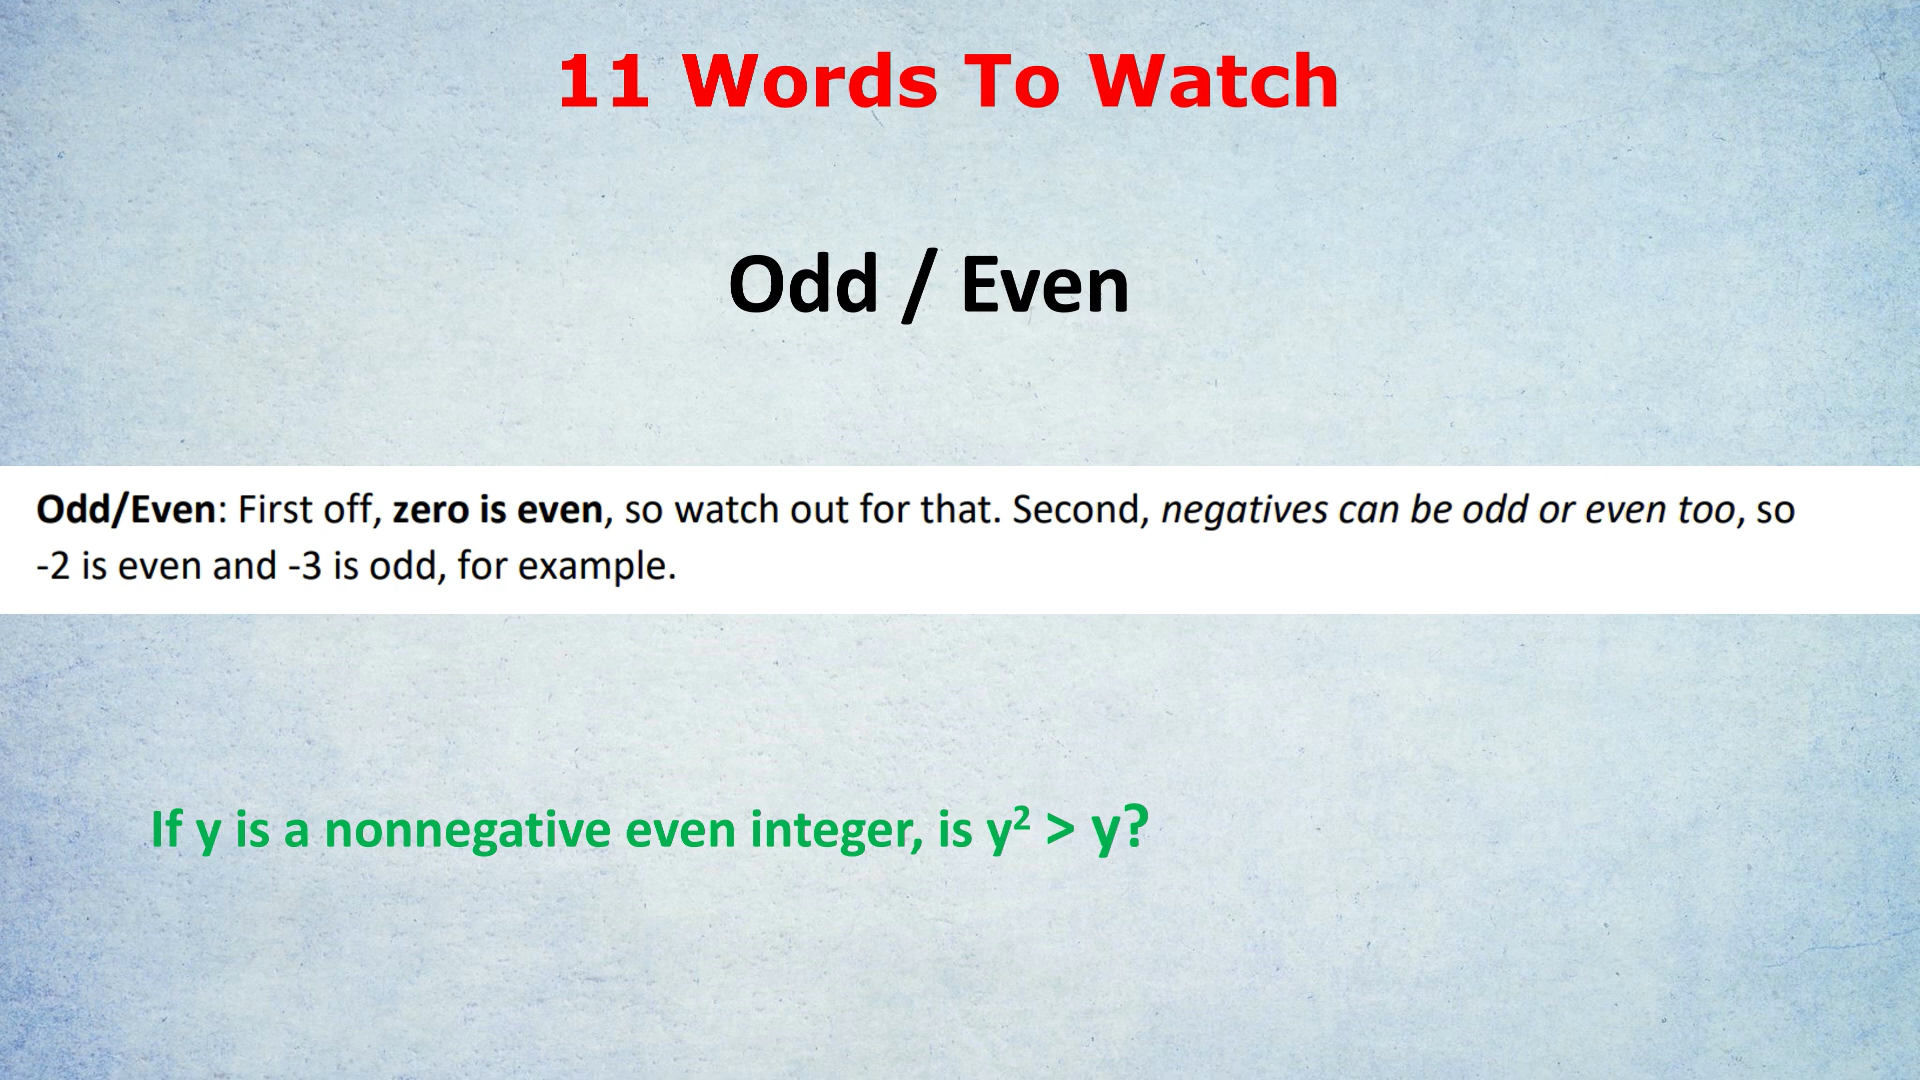 11 Words To Watch
Odd / Even
Odd/Even: First off, zero is even, so watch out for that. Second, negatives can be odd or even too, so
-2 is even and -3 is odd, for example.
If y is a nonnegative even integer, is y² > y?